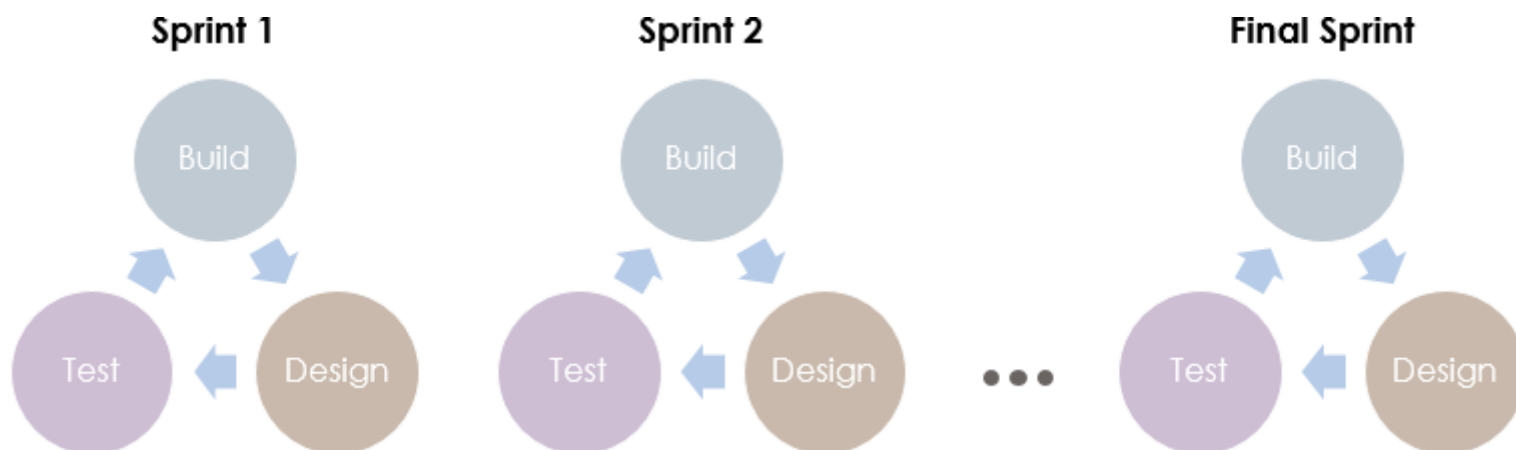 Sprint 1
Sprint 2
Final Sprint
Build
Build
Build
Test
Design
Test
Design
Test
Design